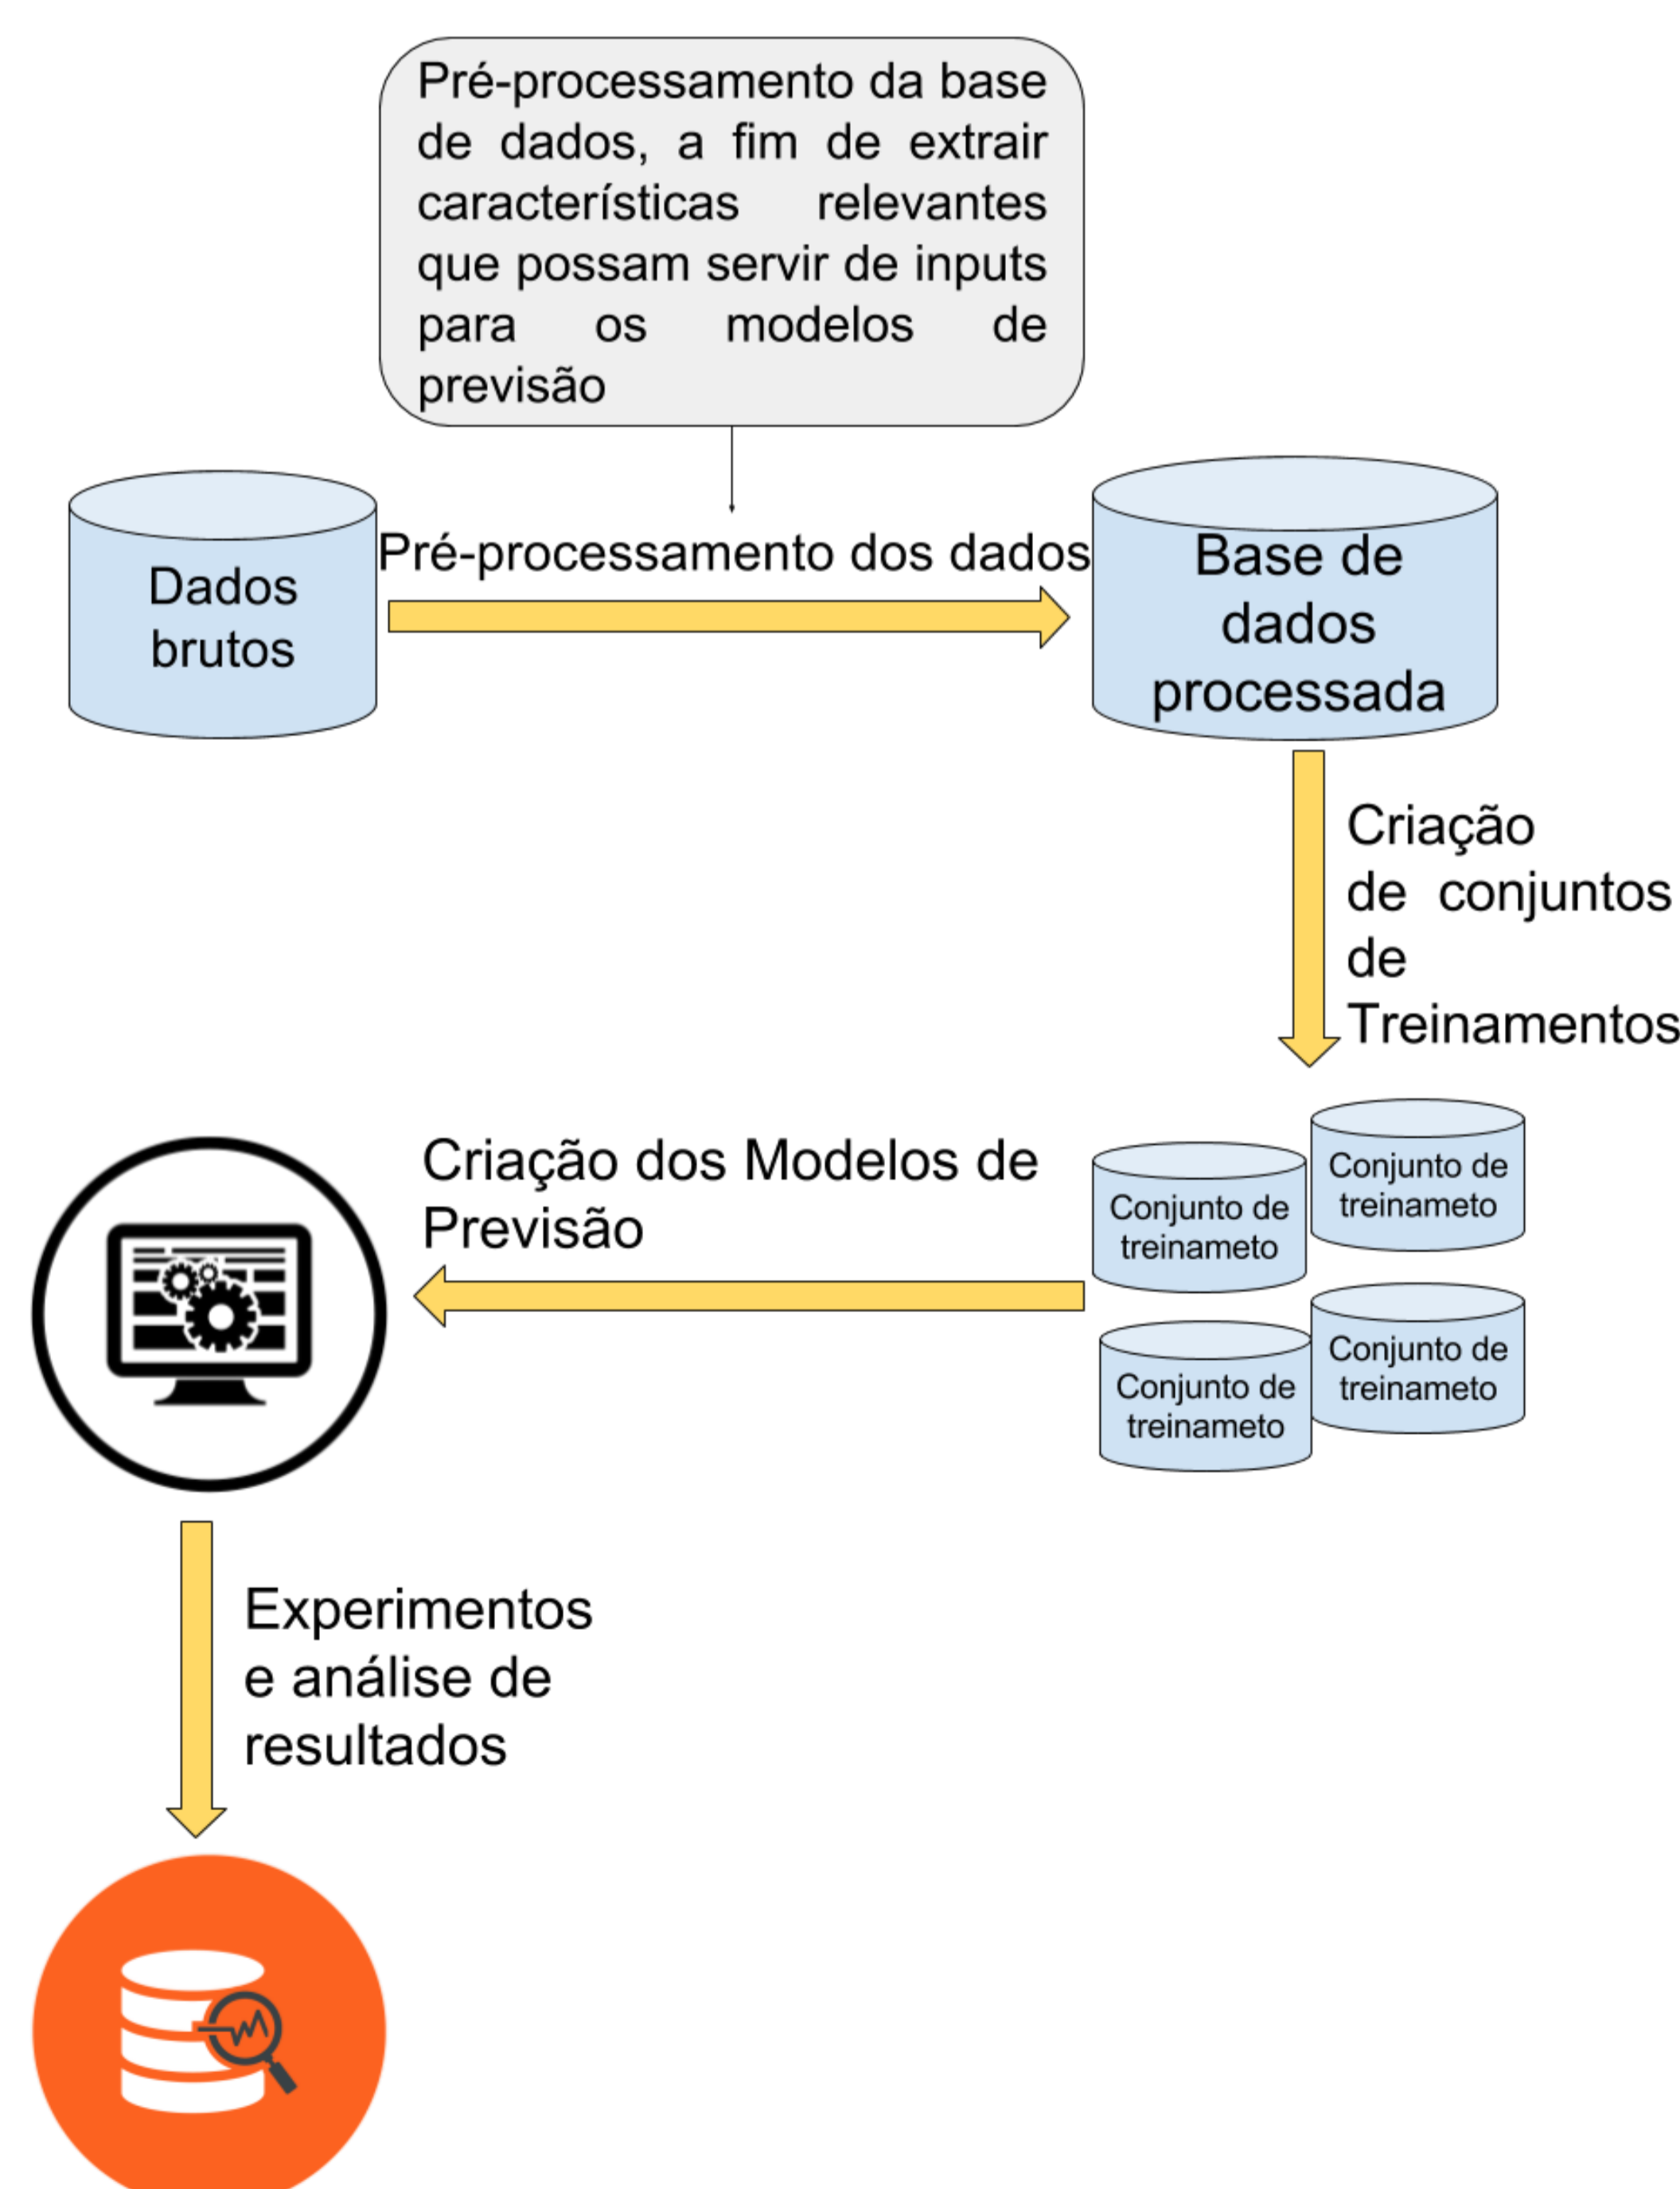 Pré-processamento da base
de dados, a fim de extrair
características relevantes
que possam servir de inputs
para os modelos de
previsão
Dados
brutos
Pré-processamento dos dados
Base de
dados
processada
Criação
de conjuntos
de
Treinamentos
Criação dos Modelos de
Previsão
Conjunto de
treinameto
Conjunto de
treinameto
Conjunto de
treinameto
Conjunto de
treinameto
Experimentos
e análise de
resultados